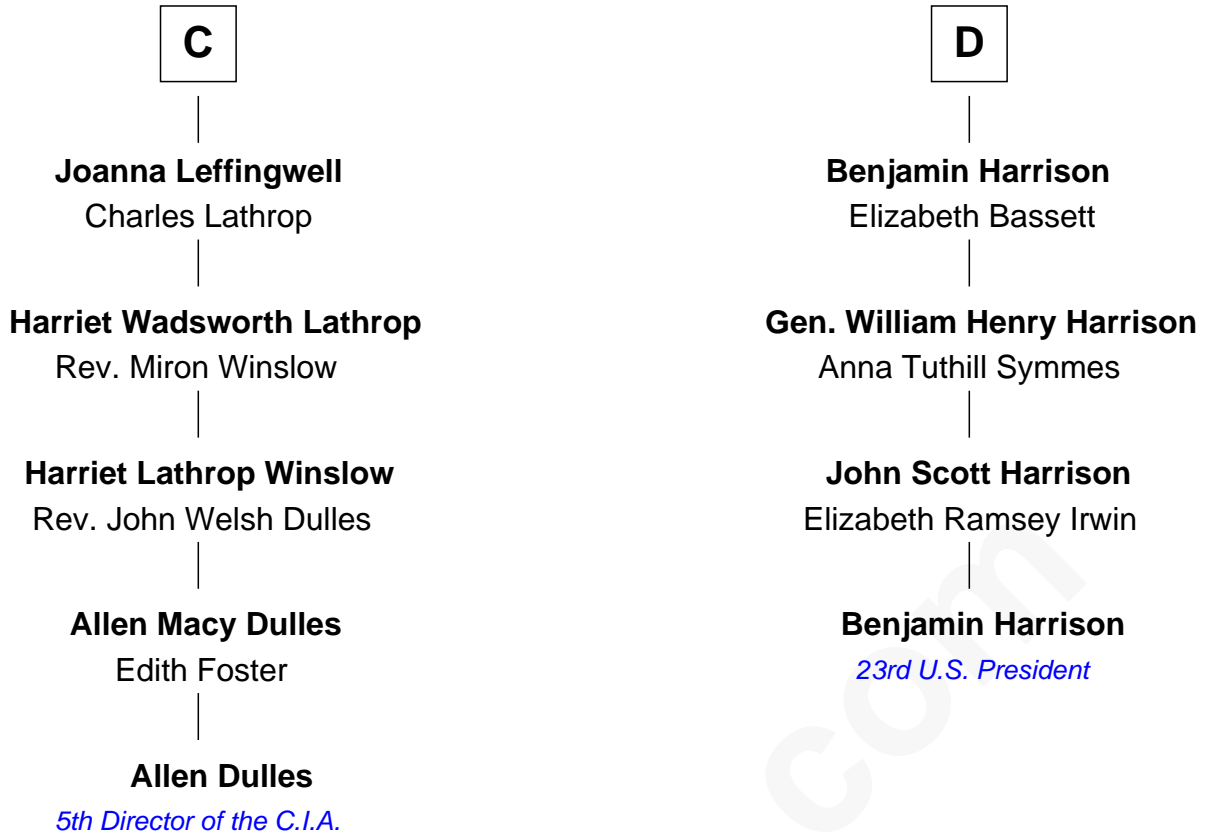 C
Joanna Leffingwell
Charles Lathrop
Harriet Wadsworth Lathrop
Rev. Miron Winslow
Harriet Lathrop Winslow
Rev. John Welsh Dulles
Allen Macy Dulles
Edith Foster
Allen Dulles
5th Director of the C.I.A.
D
Benjamin Harrison
Elizabeth Bassett
Gen. William Henry Harrison
Anna Tuthill Symmes
John Scott Harrison
Elizabeth Ramsey Irwin
Benjamin Harrison
23rd U.S. President
com